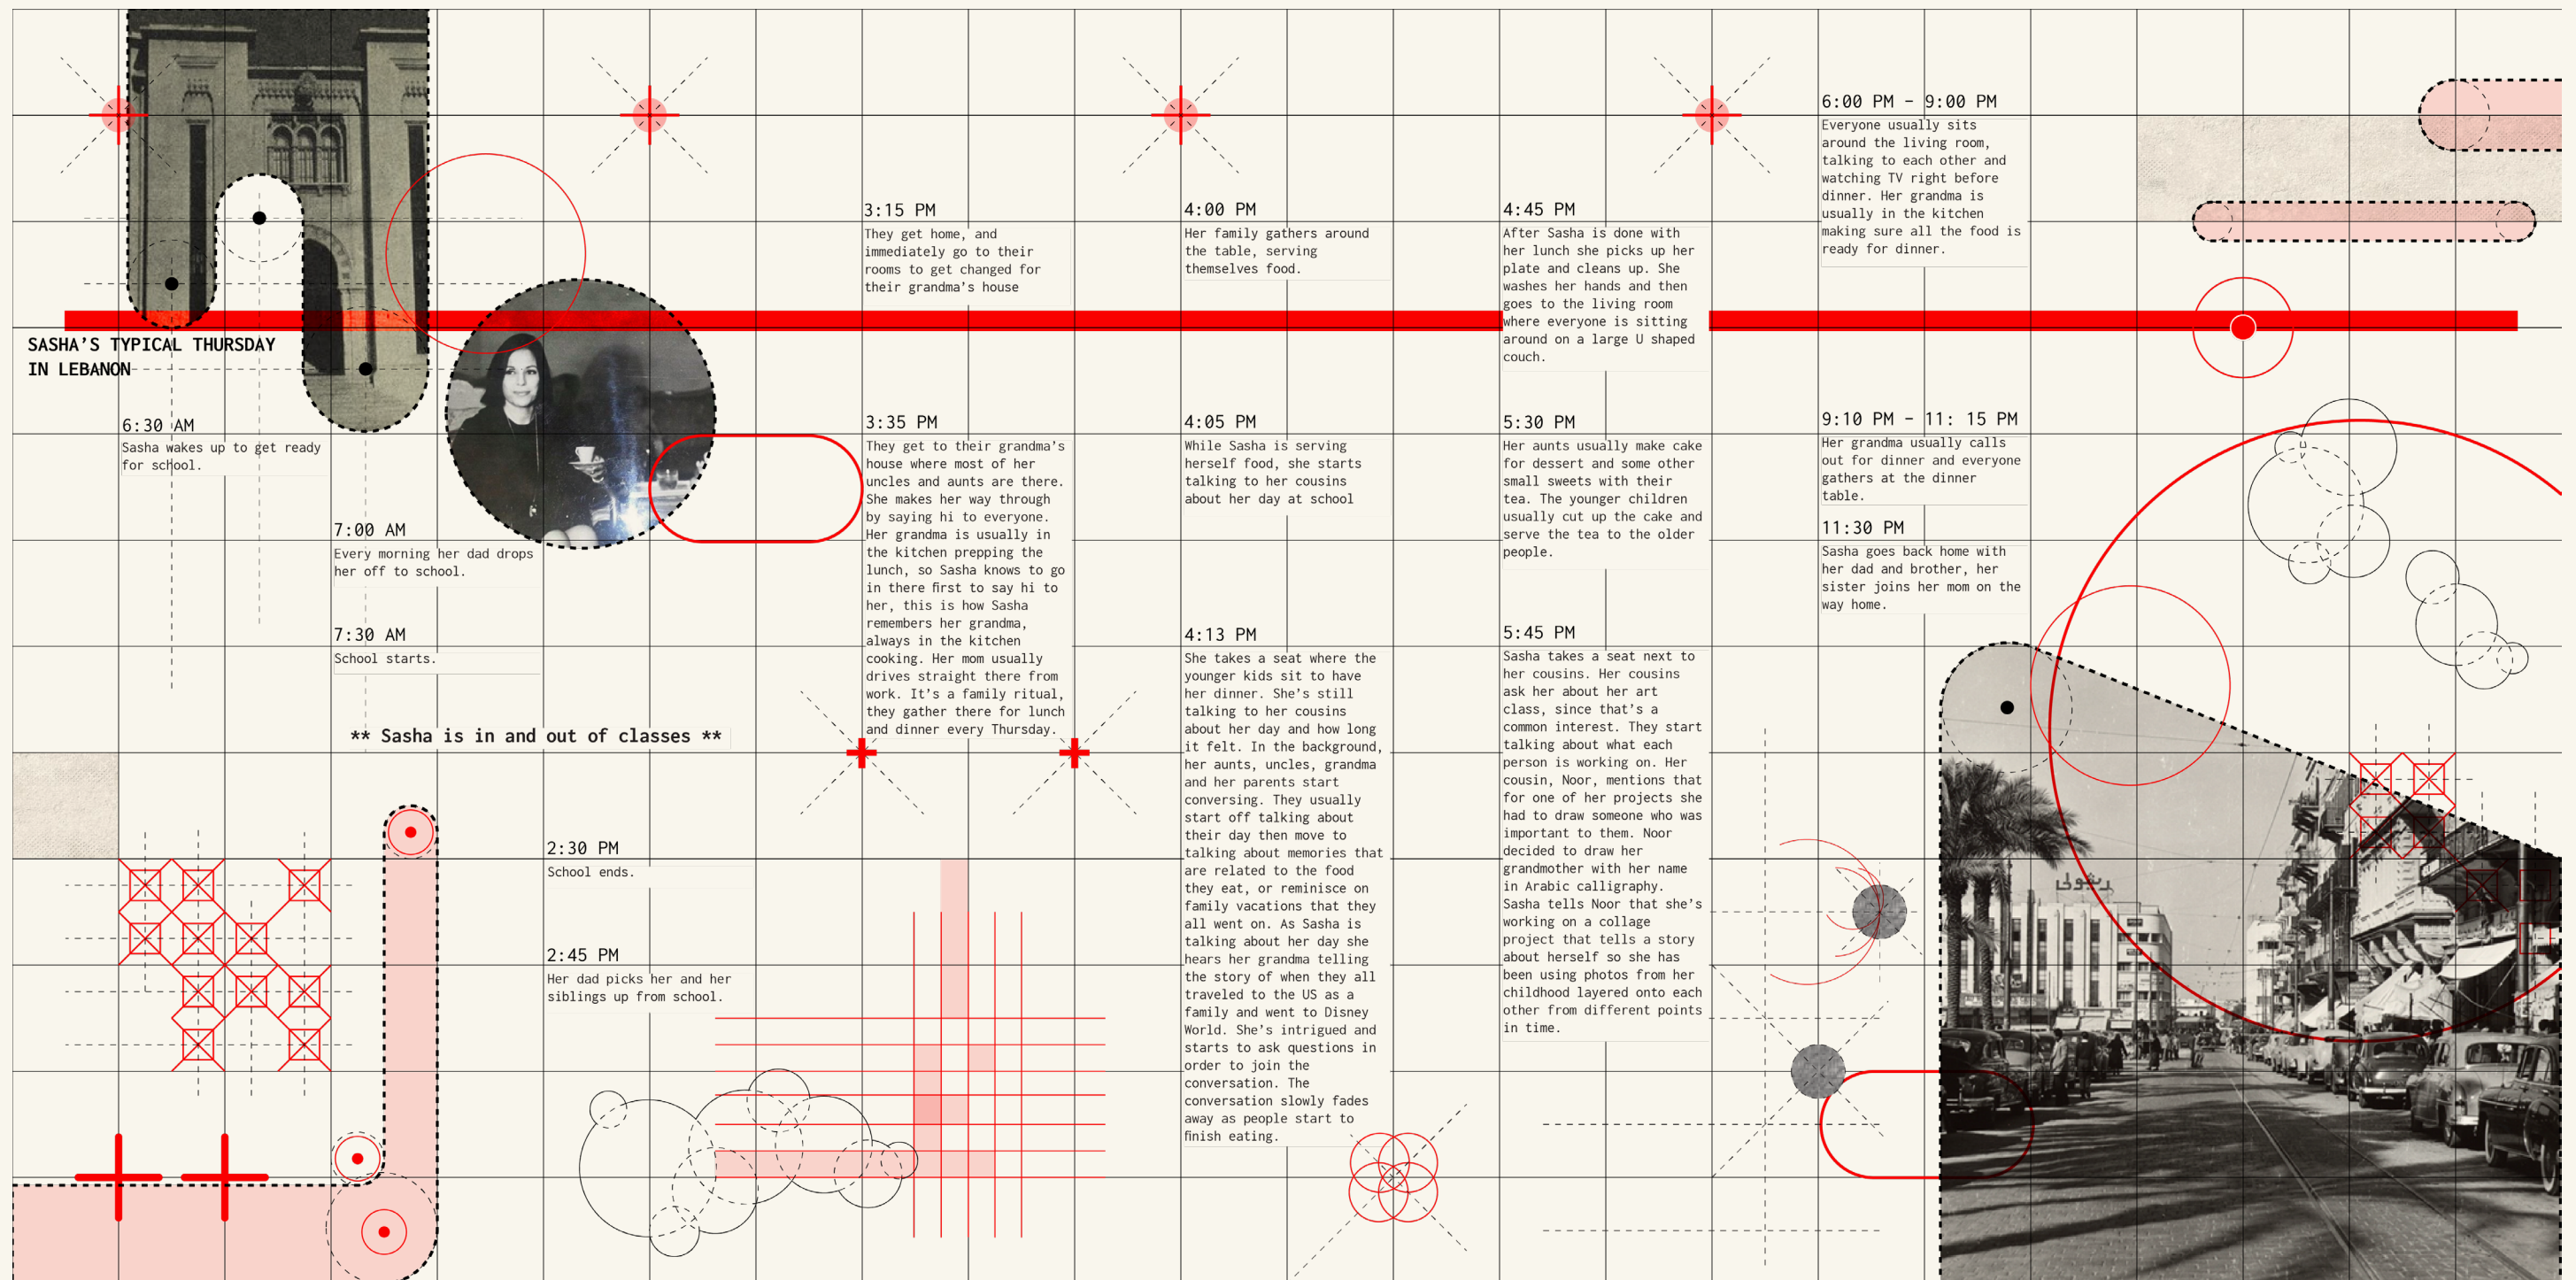 SASHA’S TYPICAL THURSDAY
IN LEBANON
6:30 AM
Sasha wakes up to get ready
for school.
7:00 AM
Every morning her dad drops
her off to school.
7:30 AM
School starts.
** Sasha is in and out of classes **
2:30 PM
School ends.
2:45 PM
Her dad picks her and her
siblings up from school.
3:15 PM
They get home, and
immediately go to their
rooms to get changed for
their grandma’s house
3:35 PM
They get to their grandma’s
house where most of her
uncles and aunts are there.
She makes her way through
by saying hi to everyone.
Her grandma is usually in
the kitchen prepping the
lunch, so Sasha knows to go
in there first to say hi to
her, this is how Sasha
remembers her grandma,
always in the kitchen
cooking. Her mom usually
drives straight there from
work. It’s a family ritual,
they gather there for lunch
and dinner every Thursday.
4:00 PM
Her family gathers around
the table, serving
themselves food.
4:05 PM
While Sasha is serving
herself food, she starts
talking to her cousins
about her day at school
4:13 PM
She takes a seat where the
younger kids sit to have
her dinner. She’s still
talking to her cousins
about her day and how long
it felt. In the background,
her aunts, uncles, grandma
and her parents start
conversing. They usually
start off talking about
their day then move to
talking about memories that
are related to the food
they eat, or reminisce on
family vacations that they
all went on. As Sasha is
talking about her day she
hears her grandma telling
the story of when they all
traveled to the US as a
family and went to Disney
World. She’s intrigued and
starts to ask questions in
order to join the
conversation. The
conversation slowly fades
away as people start to
finish eating.
4:45 PM
After Sasha is done with
her lunch she picks up her
plate and cleans up. She
washes her hands and then
goes to the living room
where everyone is sitting
around on a large U shaped
couch.
5:30 PM
Her aunts usually make cake
for dessert and some other
small sweets with their
tea. The younger children
usually cut up the cake and
serve the tea to the older
people.
5:45 PM
Sasha takes a seat next to
her cousins. Her cousins
ask her about her art
class, since that’s a
common interest. They start
talking about what each
person is working on. Her
cousin, Noor, mentions that
for one of her projects she
had to draw someone who was
important to them. Noor
decided to draw her
grandmother with her name
in Arabic calligraphy.
Sasha tells Noor that she’s
working on a collage
project that tells a story
about herself so she has
been using photos from her
childhood layered onto each
other from different points
in time.
6:00 PM - 9:00 PM
Everyone usually sits
around the living room,
talking to each other and
watching TV right before
dinner. Her grandma is
usually in the kitchen
making sure all the food is
ready for dinner.
9:10 PM - 11: 15 PM
Her grandma usually calls
out for dinner and everyone
gathers at the dinner
table.
11:30 PM
Sasha goes back home with
her dad and brother, her
sister joins her mom on the
way home.
ريفولي